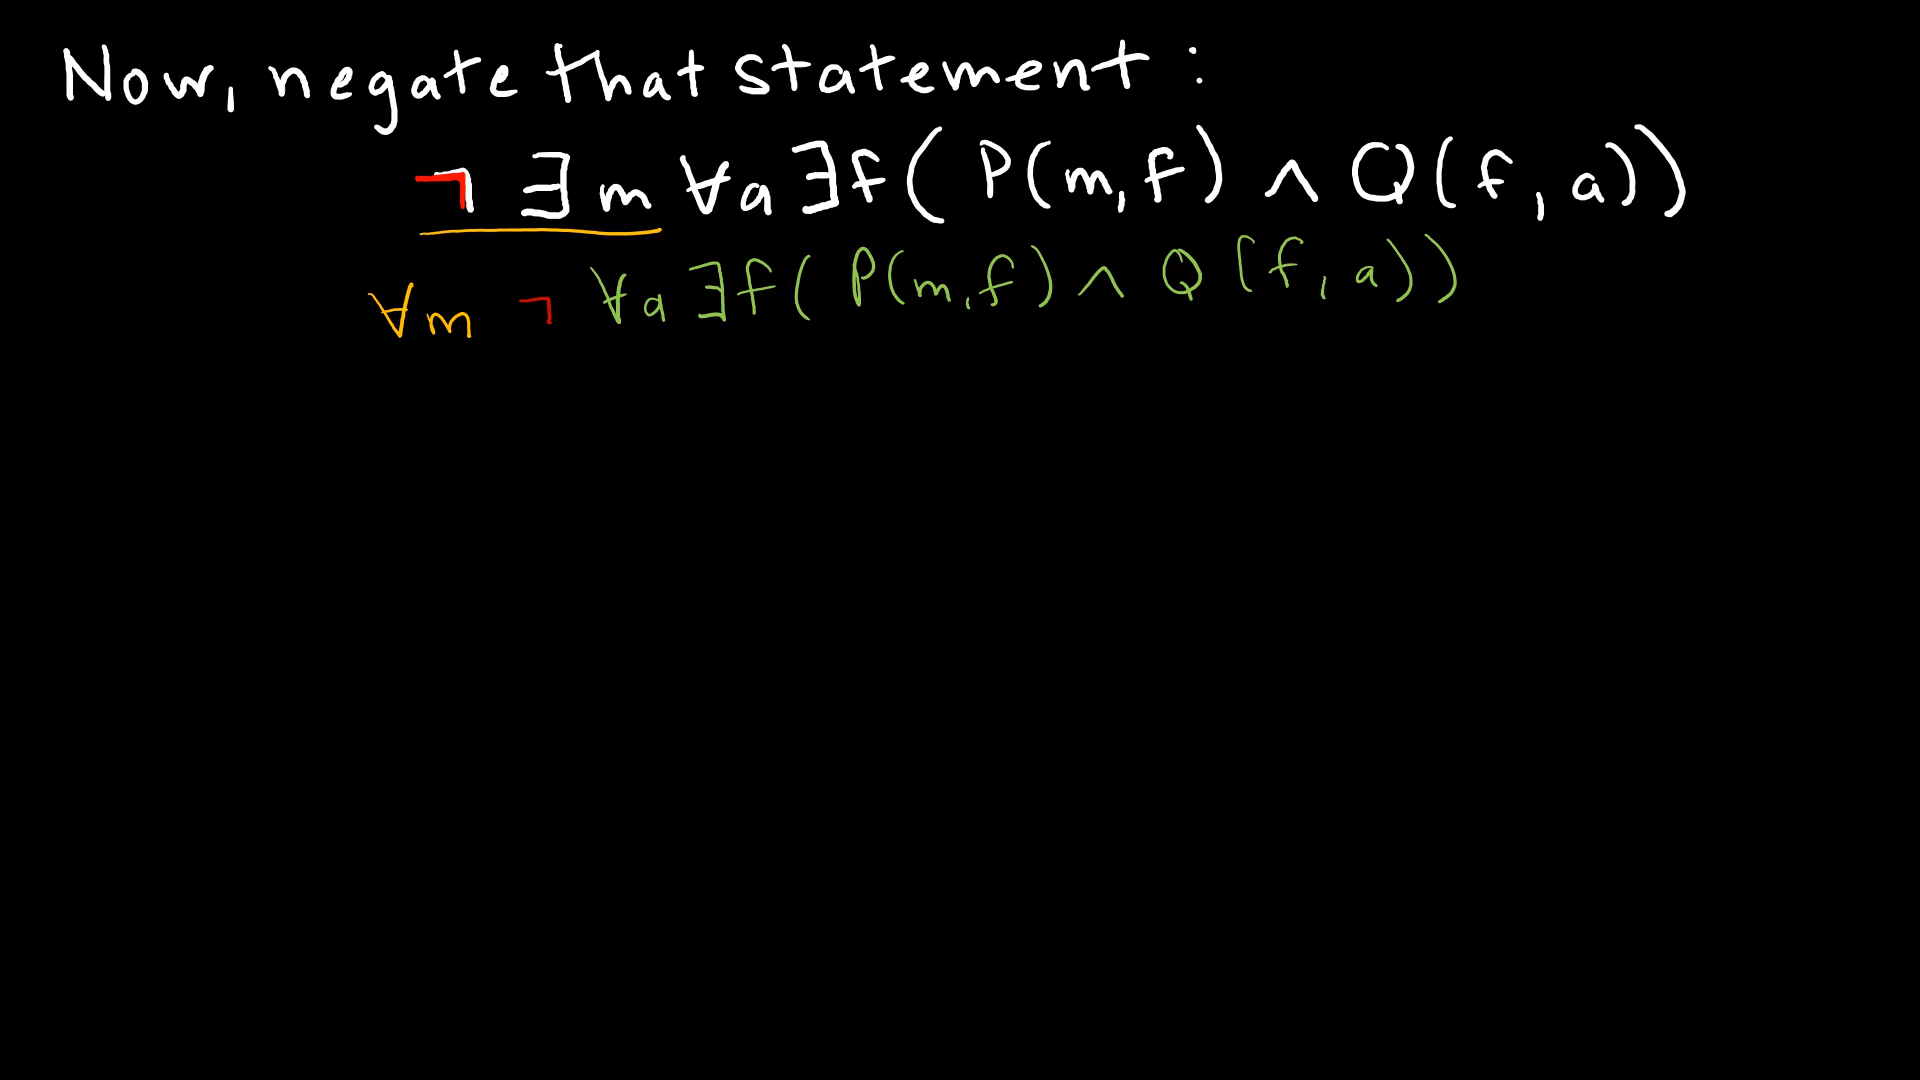 Now, negate that statement:
¬ ∃m ∀a ∃f( P(m,f) ∧ Q(f,a))
∀m ¬ ∀a ∃f( P(m,f) ∧ Q(f,a))